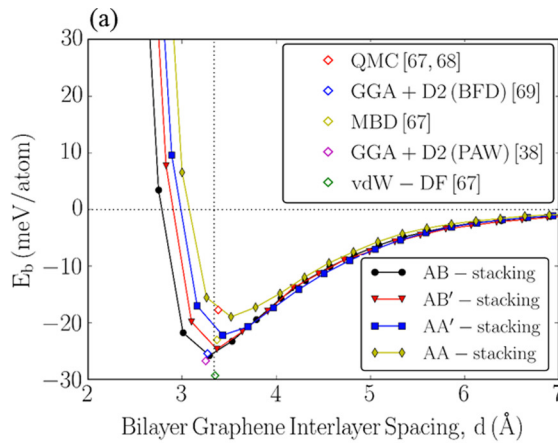 (a)
30
20
10
0
−10
−20
−30
E_b (meV/atom)
QMC [67, 68]
GGA + D2 (BFD) [69]
MBD [67]
GGA + D2 (PAW) [38]
vdW − DF [67]
AB − stacking
AB′ − stacking
AA′ − stacking
AA − stacking
2 3 4 5 6 7
Bilayer Graphene Interlayer Spacing, d (Å)